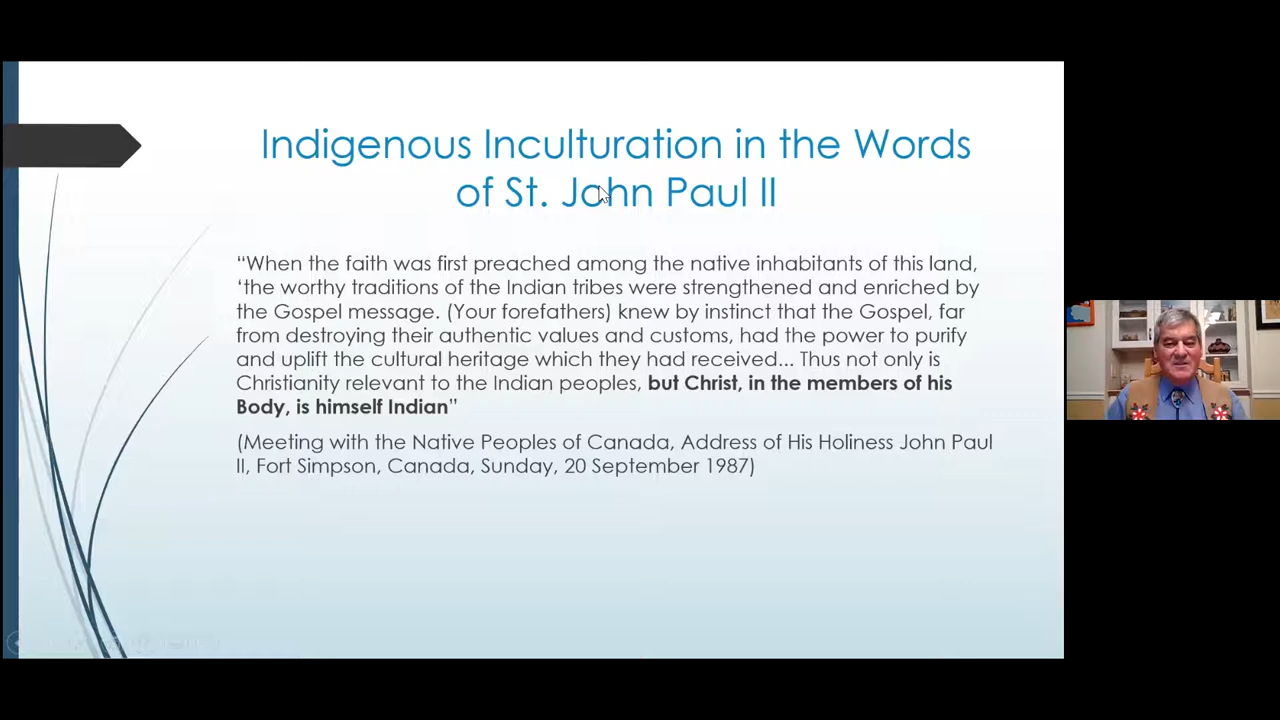 Indigenous Inculturation in the Words
of St. John Paul II
“When the faith was first preached among the native inhabitants of this land,
‘the worthy traditions of the Indian tribes were strengthened and enriched by
the Gospel message. (Your forefathers) knew by instinct that the Gospel, far
from destroying their authentic values and customs, had the power to purify
and uplift the cultural heritage which they had received... Thus not only is
Christianity relevant to the Indian peoples, but Christ, in the members of his
Body, is himself Indian”
(Meeting with the Native Peoples of Canada, Address of His Holiness John Paul
II, Fort Simpson, Canada, Sunday, 20 September 1987)